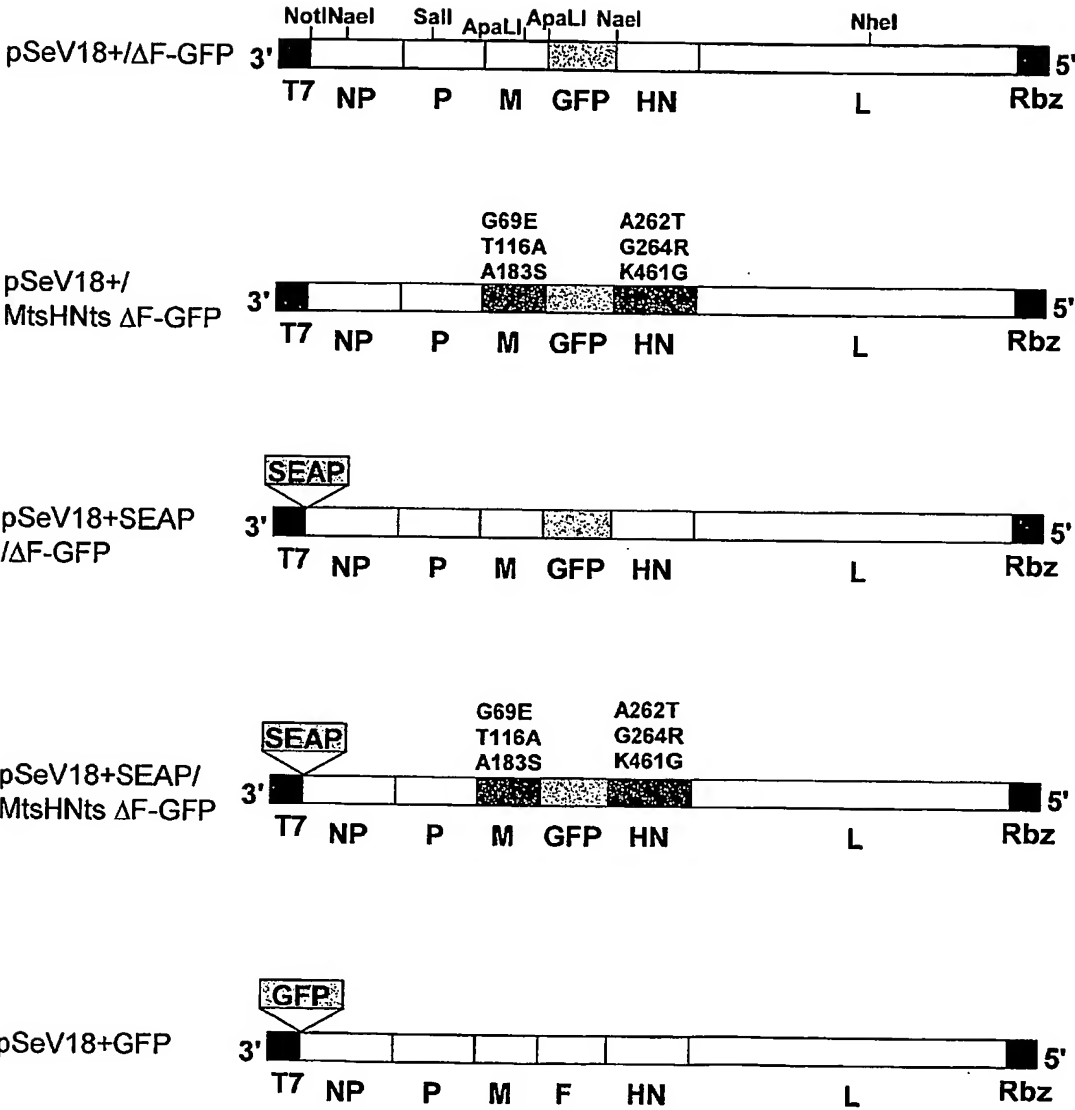 NotI NaeI SalI ApaLI ApaLI NaeI NheI
pSeV18+/ΔF-GFP 3' 5'
T7 NP P M GFP HN L Rbz
G69E A262T
T116A G264R
A183S K461G
pSeV18+/
MtsHNts ΔF-GFP
3' 5'
T7 NP P M GFP HN L Rbz
SEAP
pSeV18+SEAP
/ΔF-GFP
3' 5'
T7 NP P M GFP HN L Rbz
G69E A262T
T116A G264R
A183S K461G
SEAP
pSeV18+SEAP/
MtsHNts ΔF-GFP
3' 5'
T7 NP P M GFP HN L Rbz
GFP
pSeV18+GFP 3' 5'
T7 NP P M F HN L Rbz